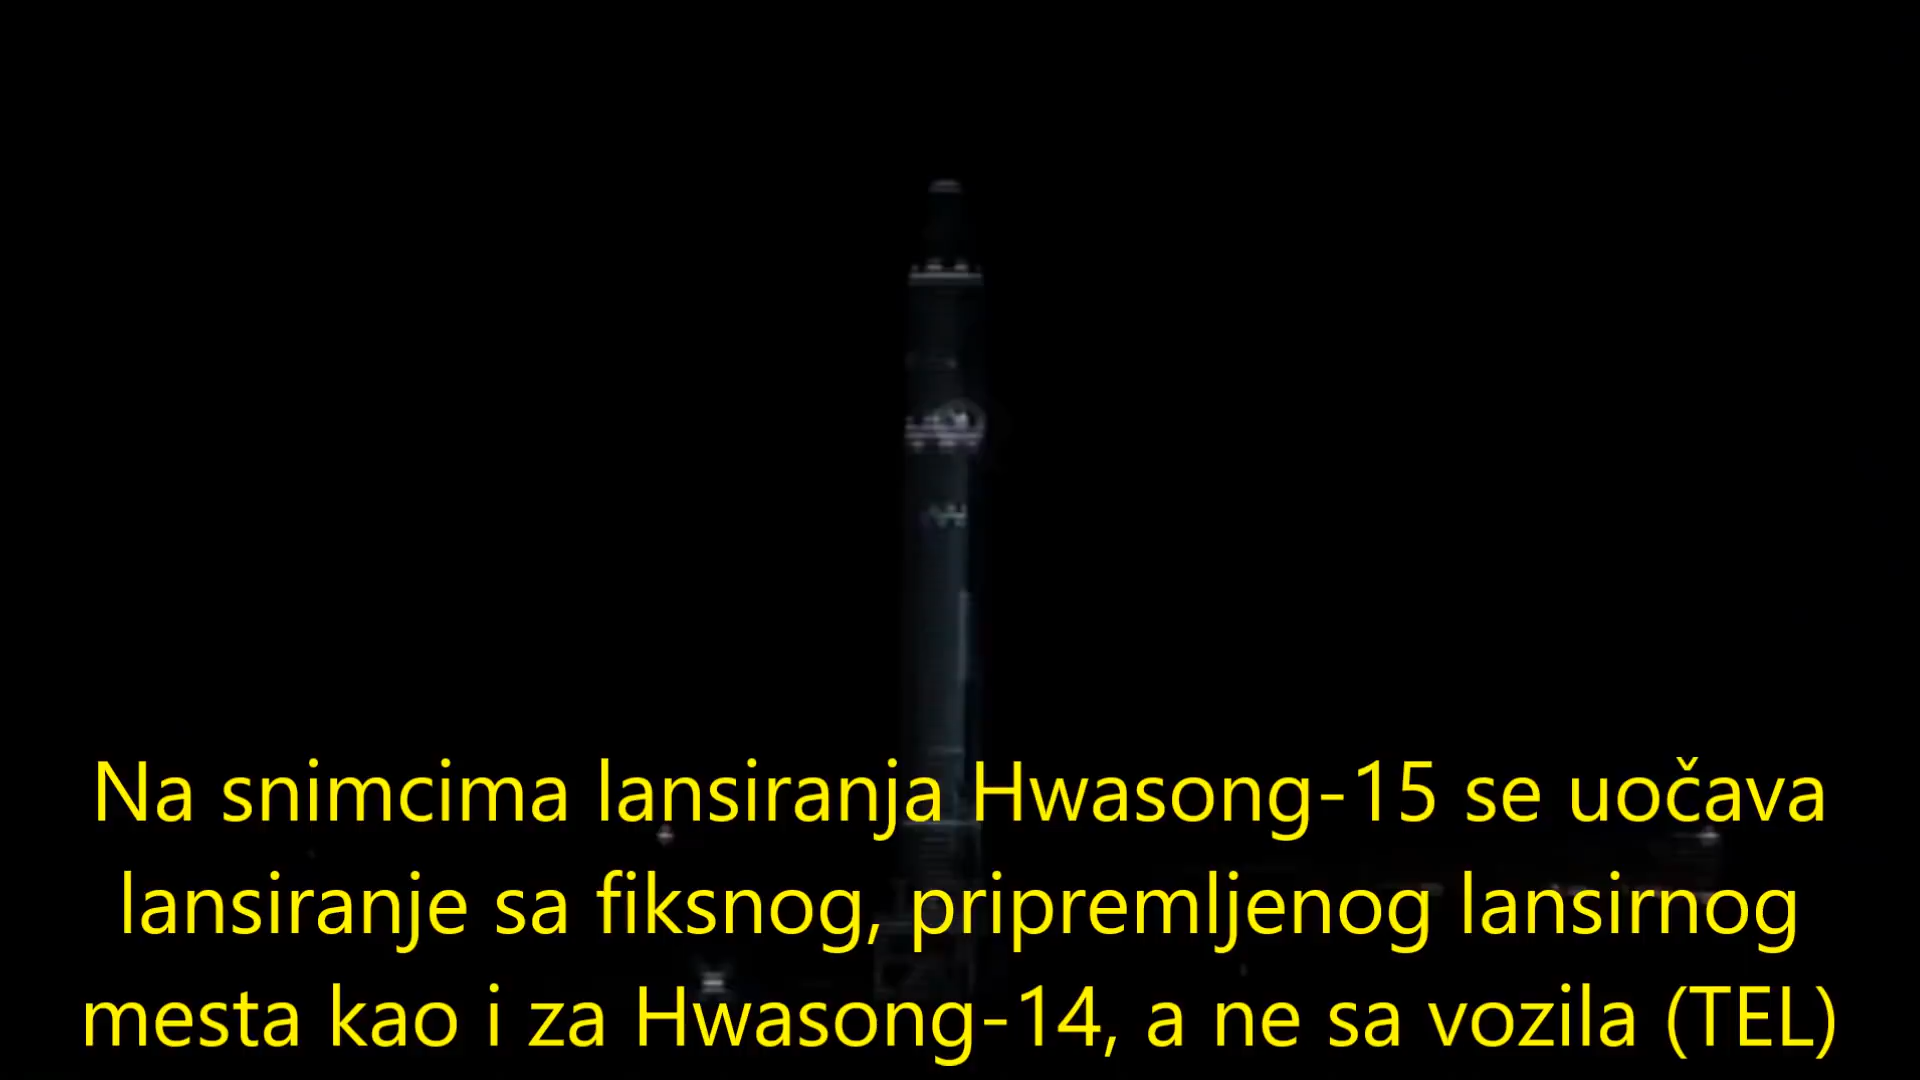 Na snimcima lansiranja Hwasong-15 se uočava
lansiranje sa fiksnog, pripremljenog lansirnog
mesta kao i za Hwasong-14, a ne sa vozila (TEL)